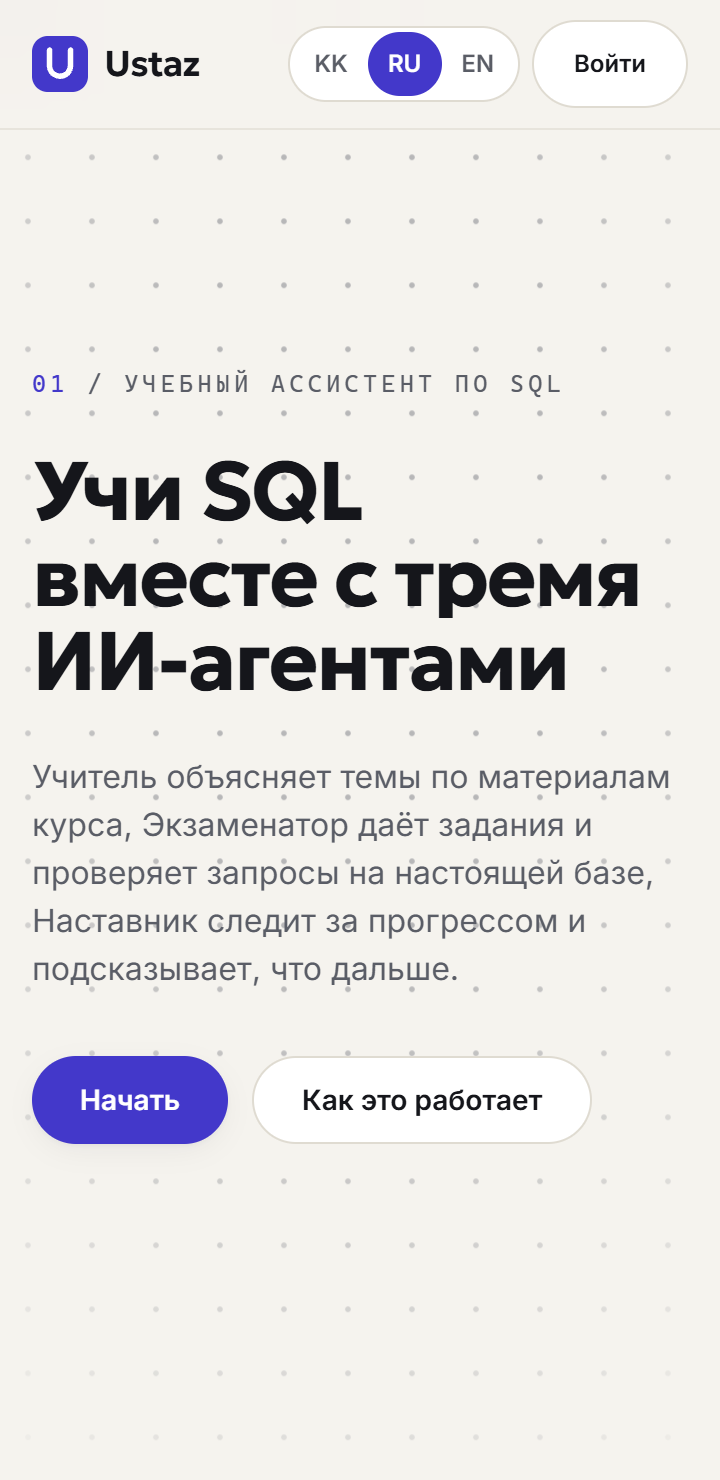 U Ustaz
KK RU EN
Войти
01 / УЧЕБНЫЙ АССИСТЕНТ ПО SQL
Учи SQL
вместе с тремя
ИИ-агентами
Учитель объясняет темы по материалам
курса, Экзаменатор даёт задания и
проверяет запросы на настоящей базе,
Наставник следит за прогрессом и
подсказывает, что дальше.
Начать
Как это работает